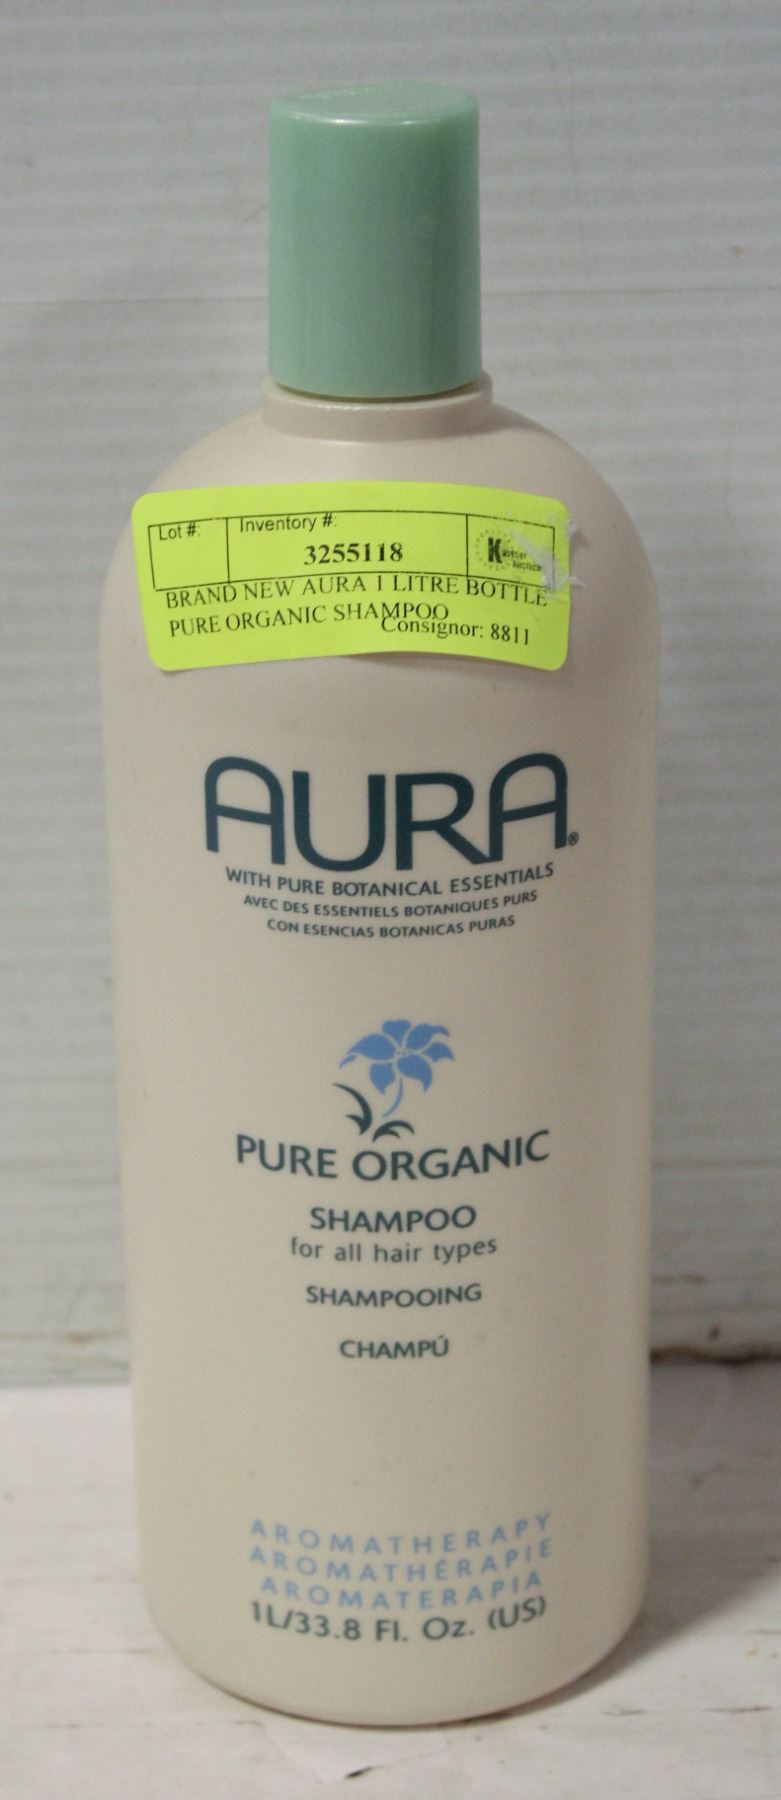 Lot #:
Inventory #:
3255118
BRAND NEW AURA 1 LITRE BOTTLE
PURE ORGANIC SHAMPOO
Consignor: 8811
AURA®
WITH PURE BOTANICAL ESSENTIALS
AVEC DES ESSENTIELS BOTANIQUES PURS
CON ESENCIAS BOTANICAS PURAS
PURE ORGANIC
SHAMPOO
for all hair types
SHAMPOOING
CHAMPÚ
AROMATHERAPY
AROMATHÉRAPIE
AROMATERAPIA
1L/33.8 Fl. Oz. (US)